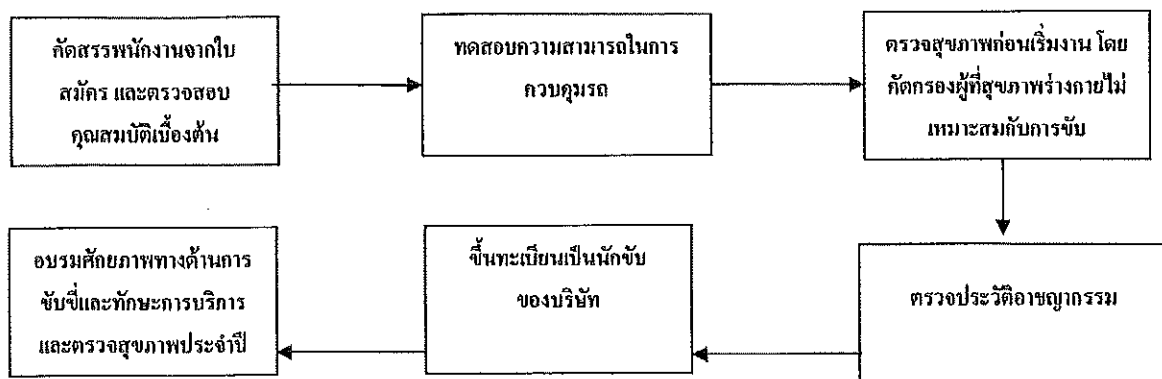 คัดสรรพนักงานจากใบ
สมัคร และตรวจสอบ
คุณสมบัติเบื้องต้น
ทดสอบความสามารถในการ
ควบคุมรถ
ตรวจสุขภาพก่อนเริ่มงาน โดย
คัดกรองผู้ที่สุขภาพร่างกายไม่
เหมาะสมกับการขับ
ตรวจประวัติอาชญากรรม
ขึ้นทะเบียนเป็นนักขับ
ของบริษัท
อบรมศักยภาพทางด้านการ
ขับขี่และทักษะการบริการ
และตรวจสุขภาพประจำปี